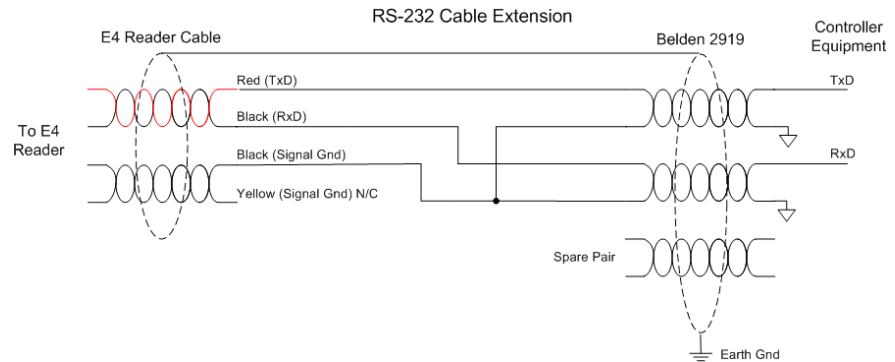 RS-232 Cable Extension
E4 Reader Cable
Belden 2919
Controller
Equipment
Red (TxD)
TxD
Black (RxD)
To E4
Reader
Black (Signal Gnd)
RxD
Yellow (Signal Gnd) N/C
Spare Pair
Earth Gnd